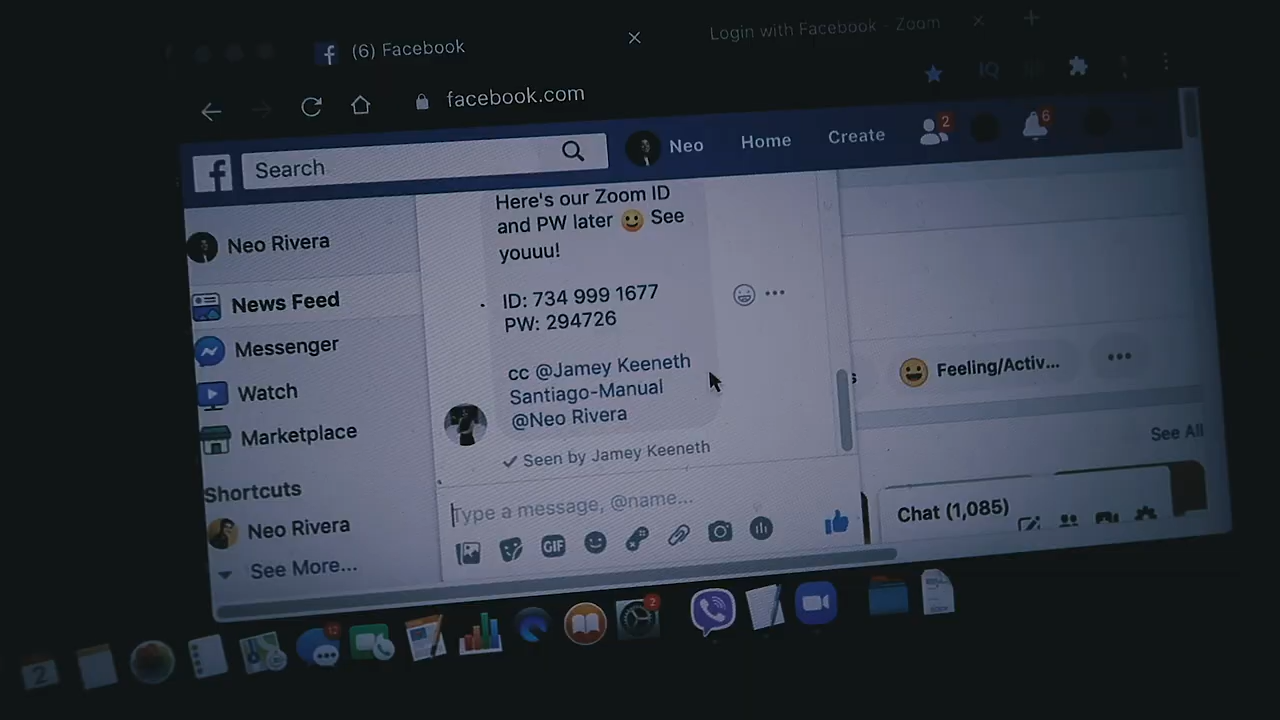 (6) Facebook
Login with Facebook - Zoom
facebook.com
Search
Neo
Home
Create
2
6
Neo Rivera
News Feed
Messenger
Watch
Marketplace
Shortcuts
Neo Rivera
See More...
Here's our Zoom ID
and PW later 🙂 See
youuu!
ID: 734 999 1677
PW: 294726
cc @Jamey Keeneth
Santiago-Manual
@Neo Rivera
Seen by Jamey Keeneth
Type a message, @name...
GIF
Feeling/Activ...
See All
Chat (1,085)
2
12
2